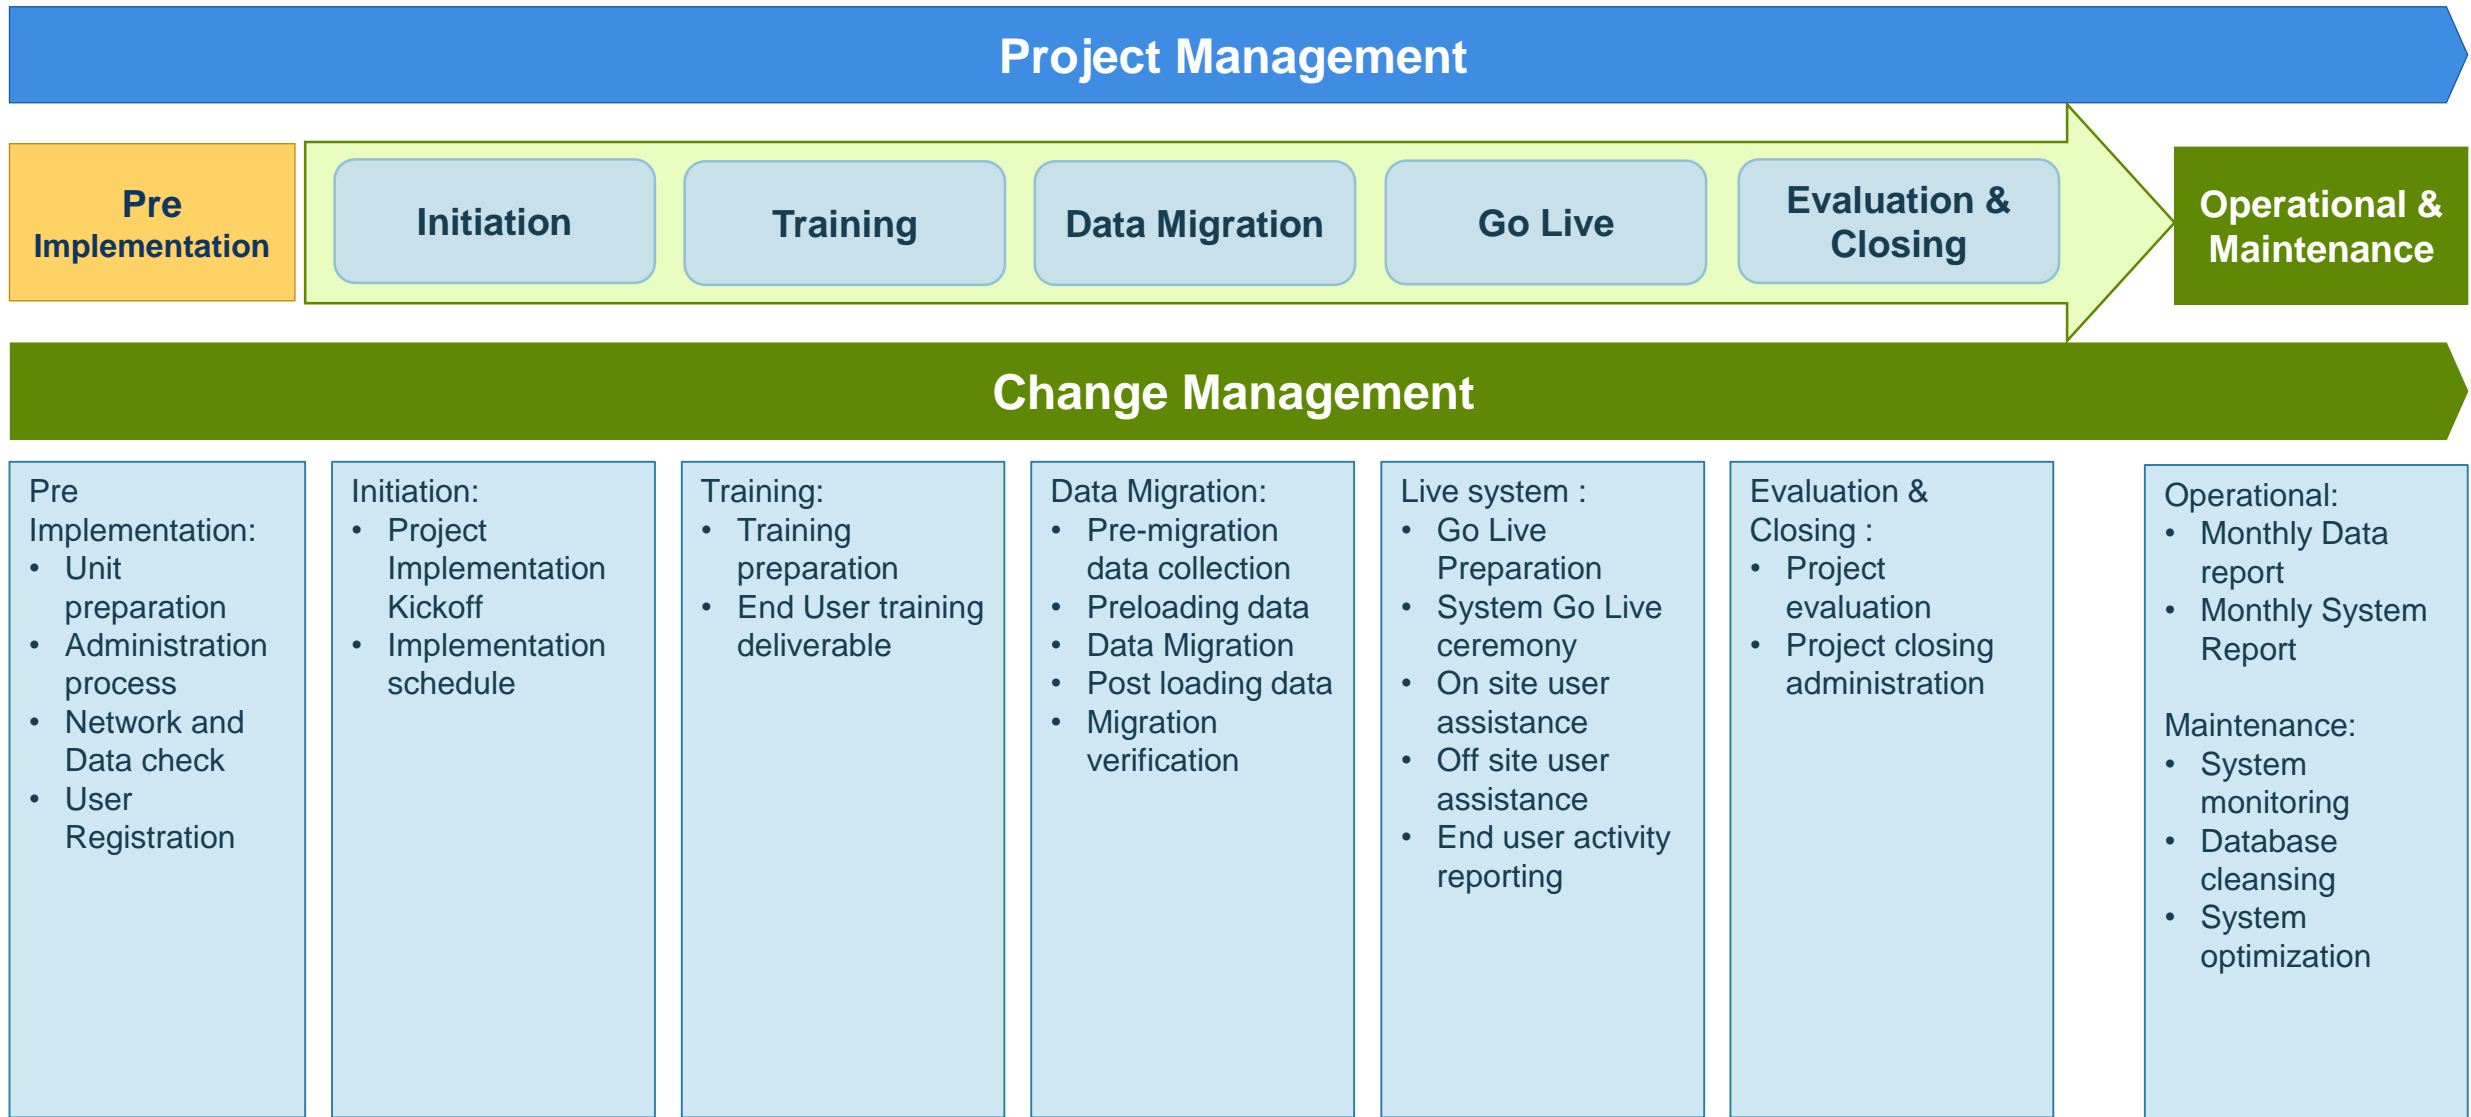 Project Management
Pre
Implementation
Initiation
Training
Data Migration
Go Live
Evaluation &
Closing
Operational &
Maintenance
Change Management
Pre
Implementation:
• Unit
preparation
• Administration
process
• Network and
Data check
• User
Registration
Initiation:
• Project
Implementation
Kickoff
• Implementation
schedule
Training:
• Training
preparation
• End User training
deliverable
Data Migration:
• Pre-migration
data collection
• Preloading data
• Data Migration
• Post loading data
• Migration
verification
Live system :
• Go Live
Preparation
• System Go Live
ceremony
• On site user
assistance
• Off site user
assistance
• End user activity
reporting
Evaluation &
Closing :
• Project
evaluation
• Project closing
administration
Operational:
• Monthly Data
report
• Monthly System
Report
Maintenance:
• System
monitoring
• Database
cleansing
• System
optimization